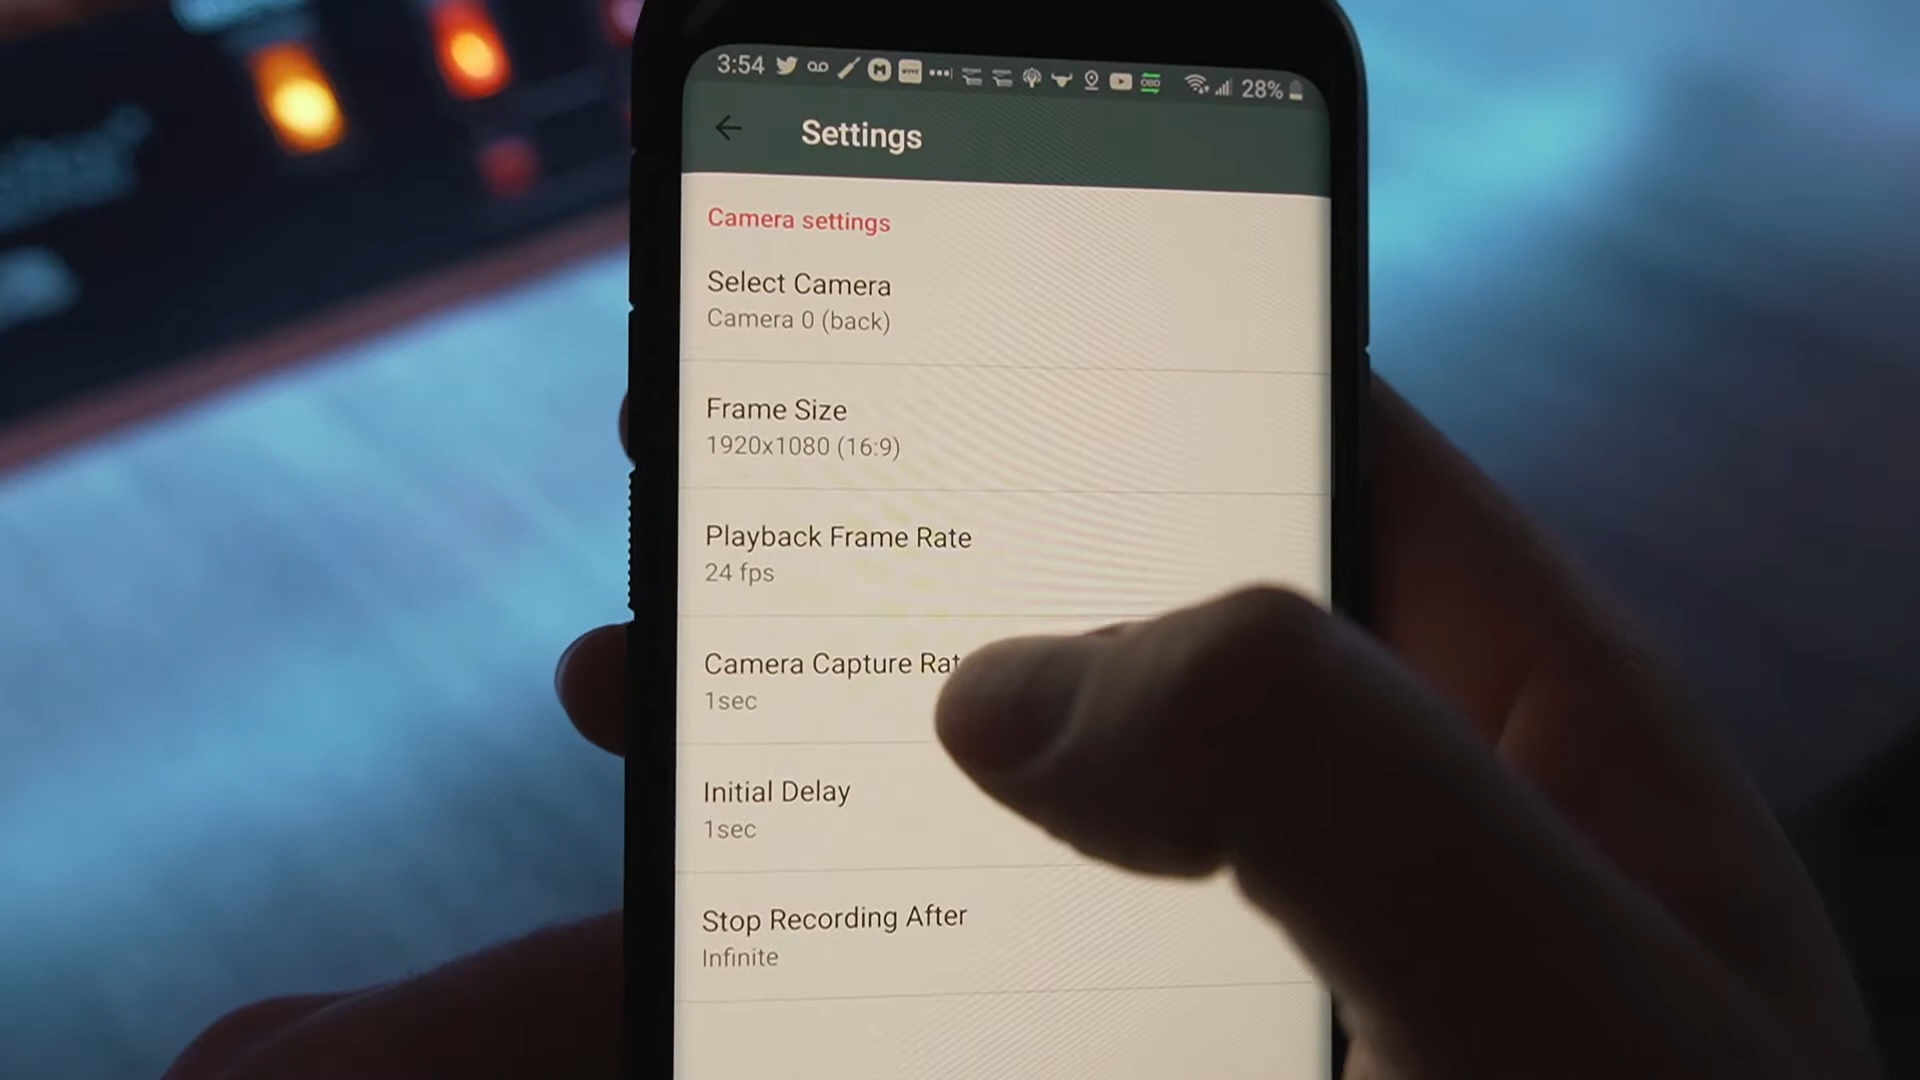 3:54 28%
Settings
Camera settings
Select Camera
Camera 0 (back)
Frame Size
1920x1080 (16:9)
Playback Frame Rate
24 fps
Camera Capture Rat
1sec
Initial Delay
1sec
Stop Recording After
Infinite